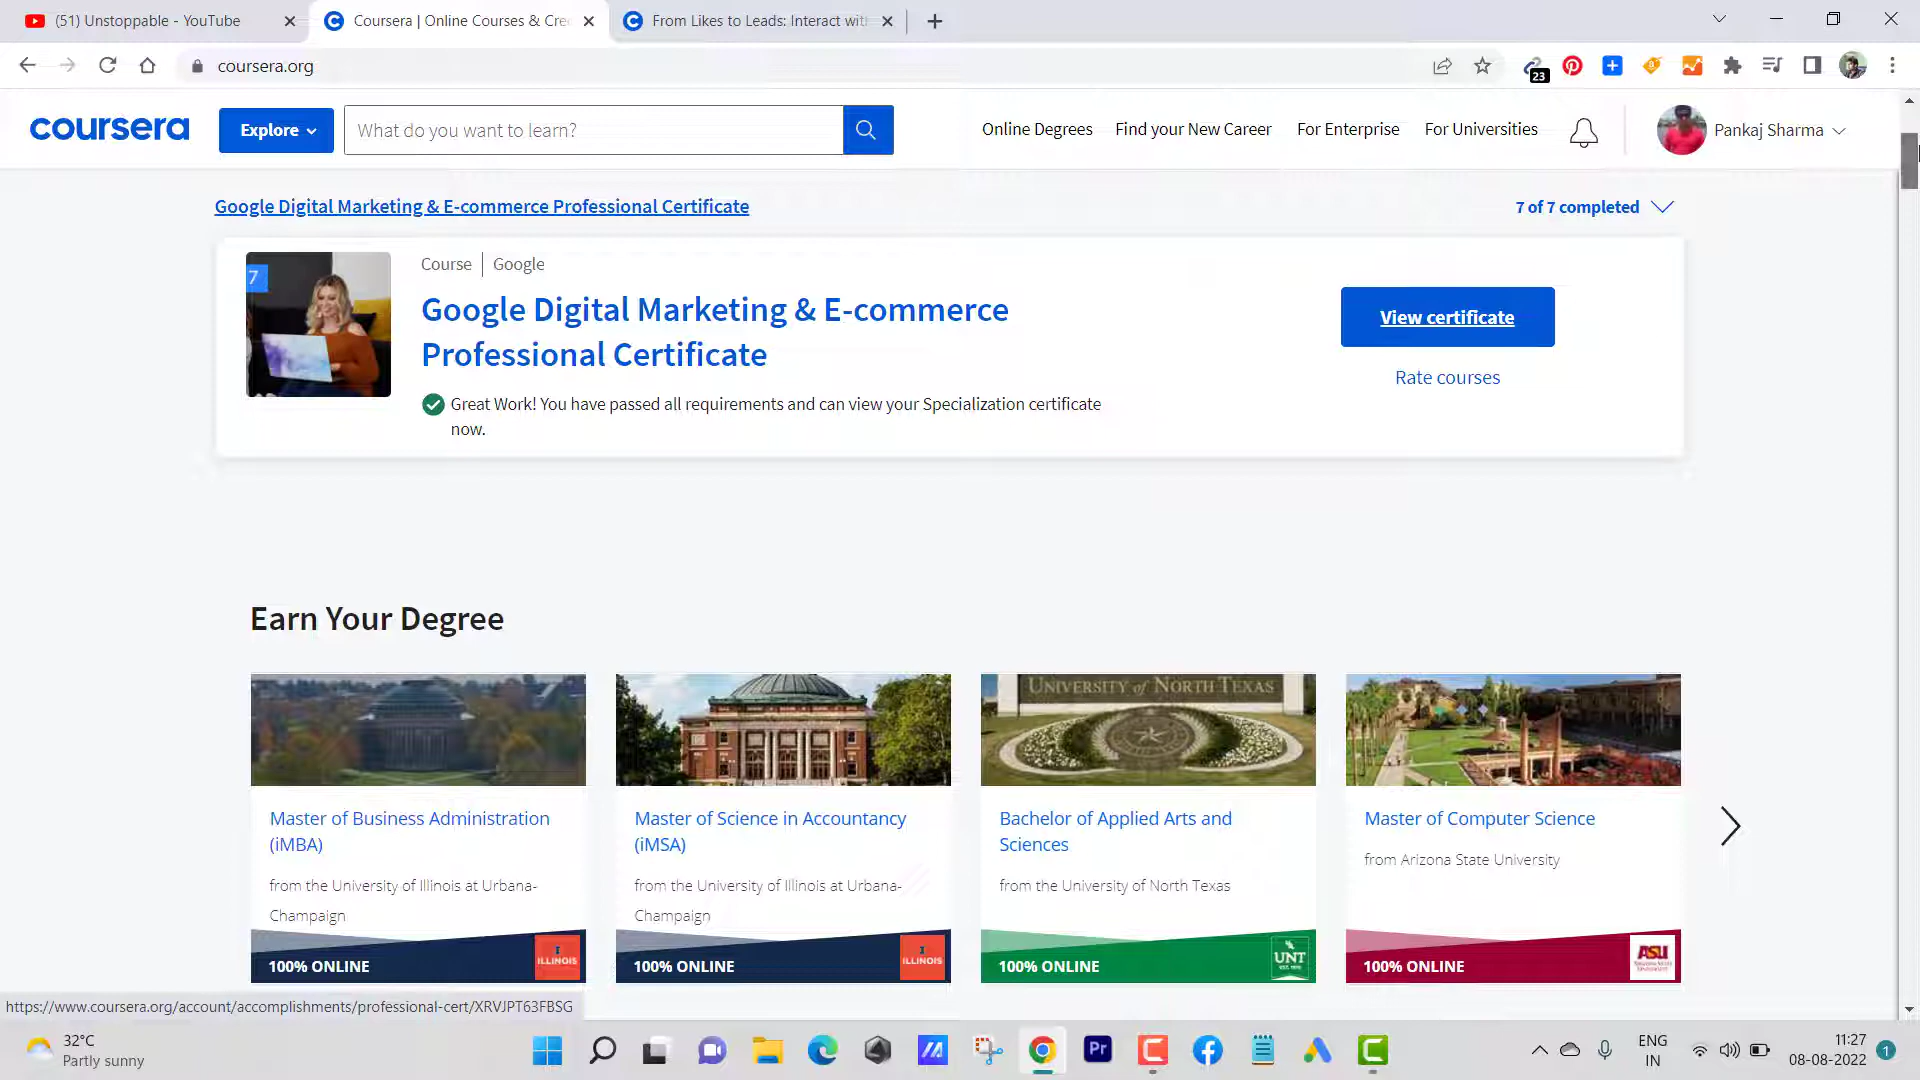 (51) Unstoppable - YouTube
Coursera | Online Courses & Cre
From Likes to Leads: Interact wit
coursera.org
23
coursera
Explore
What do you want to learn?
Online Degrees
Find your New Career
For Enterprise
For Universities
Pankaj Sharma
Google Digital Marketing & E-commerce Professional Certificate
7 of 7 completed
7
Course | Google
Google Digital Marketing & E-commerce
Professional Certificate
Great Work! You have passed all requirements and can view your Specialization certificate
now.
View certificate
Rate courses
Earn Your Degree
UNIVERSITY of NORTH TEXAS
Master of Business Administration
(iMBA)
from the University of Illinois at Urbana-
Champaign
100% ONLINE
ILLINOIS
Master of Science in Accountancy
(iMSA)
from the University of Illinois at Urbana-
Champaign
100% ONLINE
ILLINOIS
Bachelor of Applied Arts and
Sciences
from the University of North Texas
100% ONLINE
UNT
EST. 1890
Master of Computer Science
from Arizona State University
100% ONLINE
ASU
https://www.coursera.org/account/accomplishments/professional-cert/XRVJPT63FBSG
32°C
Partly sunny
Pr
ENG
IN
11:27
08-08-2022
1